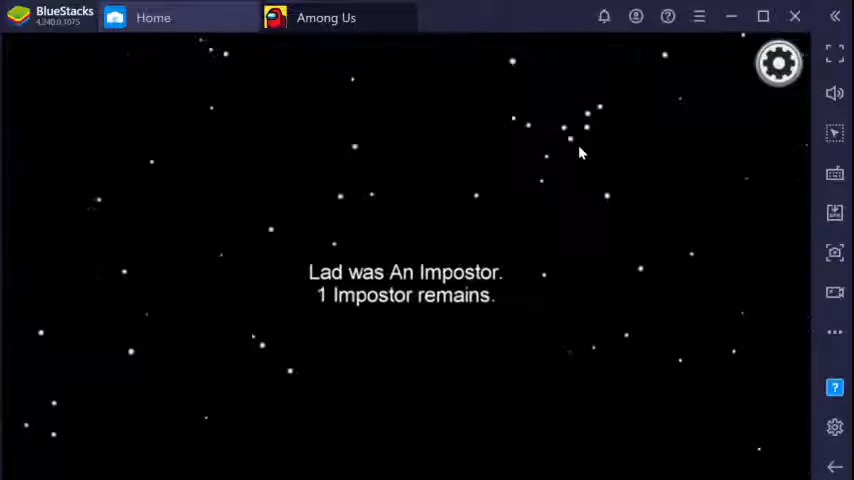 BlueStacks
4.240.0.1075
Home
Among Us
Lad was An Impostor.
1 Impostor remains.